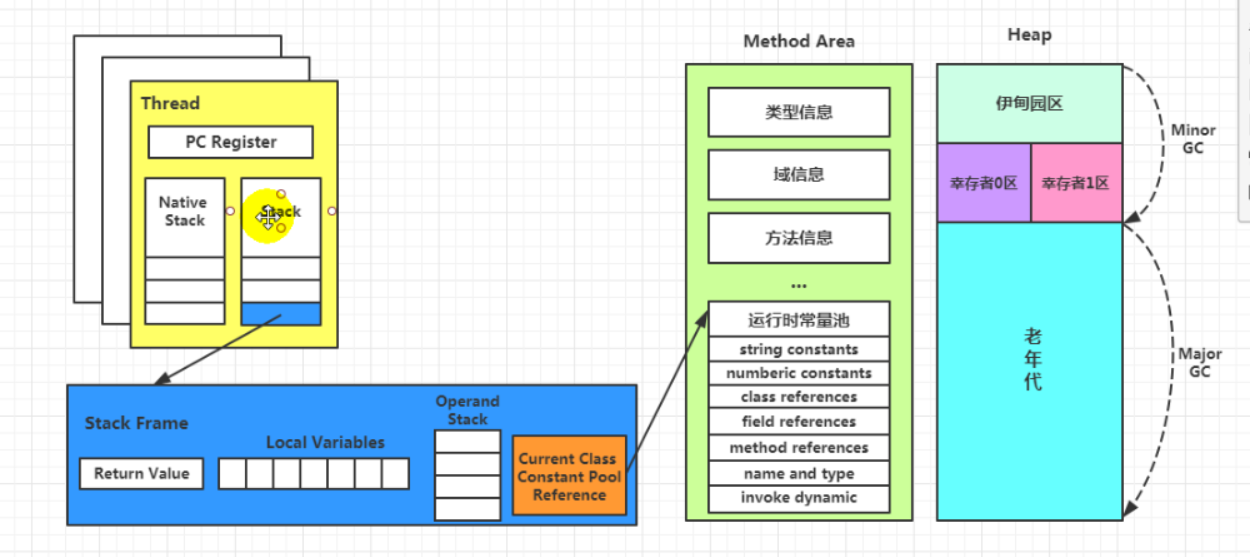 Thread
PC Register
Native
Stack
Stack
Stack Frame
Return Value
Local Variables
Operand
Stack
Current Class
Constant Pool
Reference
Method Area
类型信息
域信息
方法信息
...
运行时常量池
string constants
numberic constants
class references
field references
method references
name and type
invoke dynamic
Heap
伊甸园区
幸存者0区
幸存者1区
老
年
代
Minor
GC
Major
GC